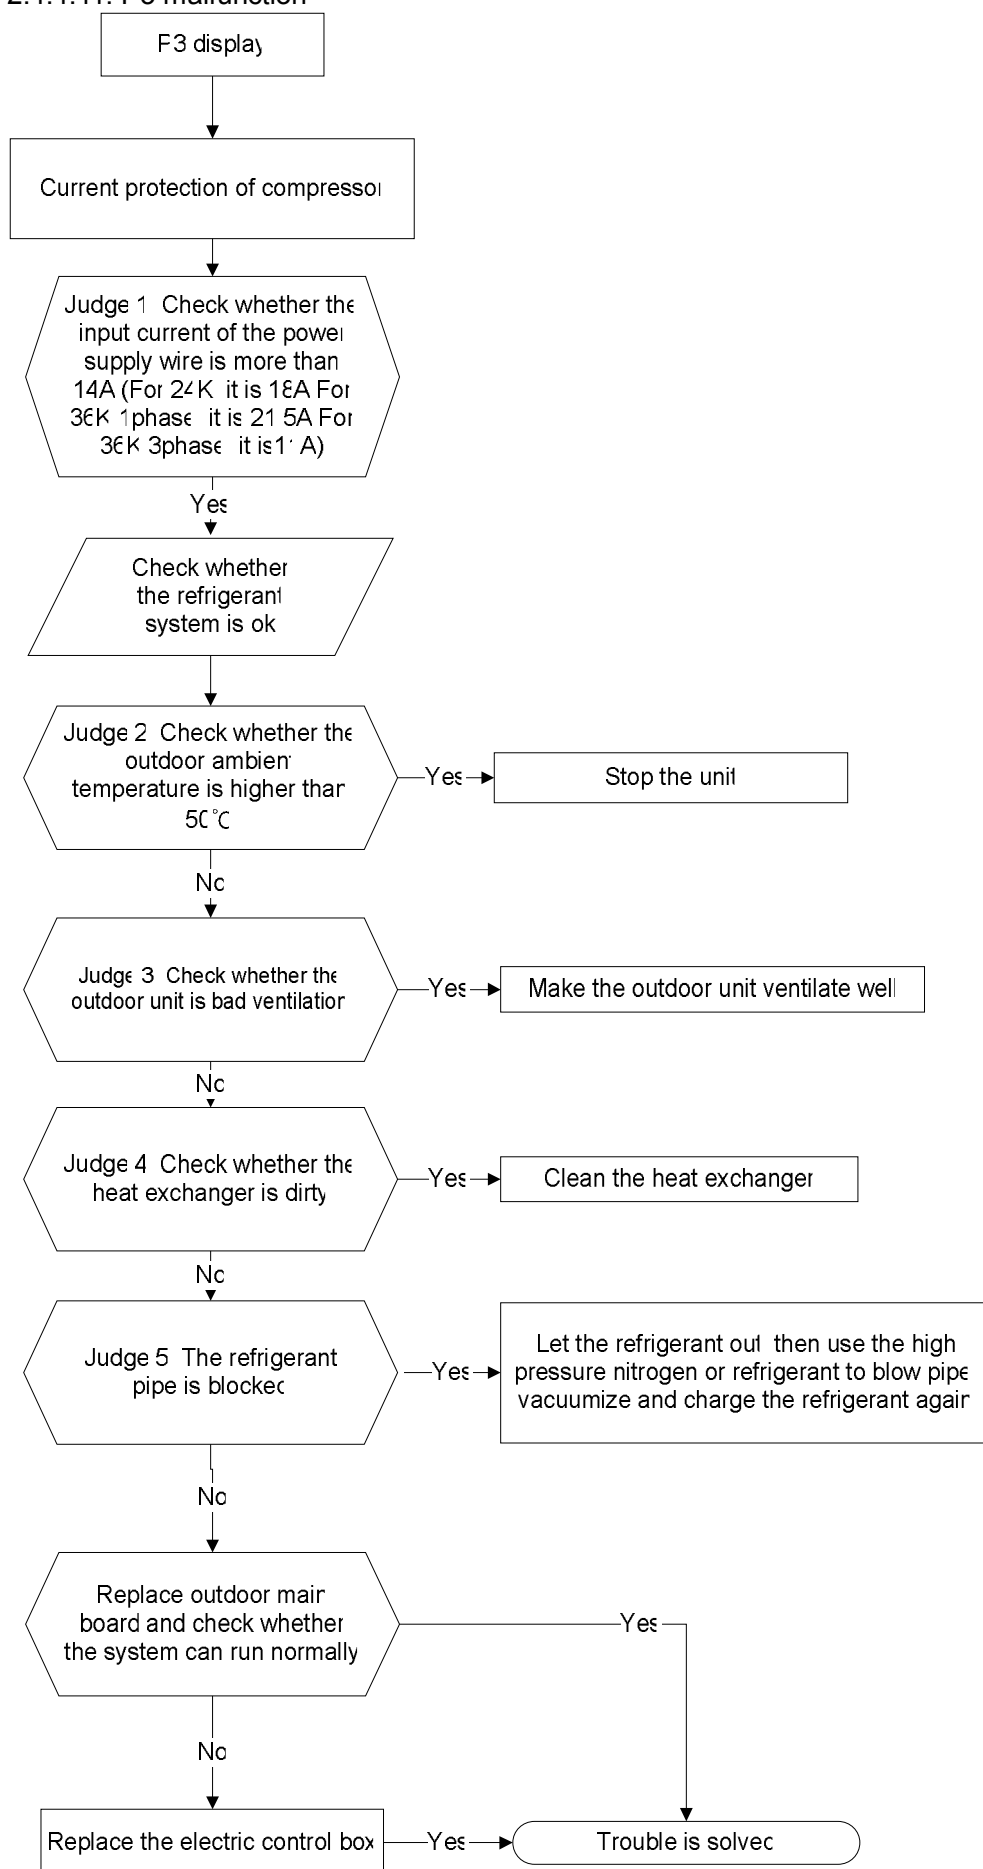 F3 display
Current protection of compressor
Judge 1 Check whether the
input current of the power
supply wire is more than
14A (For 24K it is 18A For
36K 1phase it is 21 5A For
36K 3phase it is11A)
Yes
Check whether
the refrigerant
system is ok
Judge 2 Check whether the
outdoor ambient
temperature is higher than
50°C
Yes
Stop the unit
No
Judge 3 Check whether the
outdoor unit is bad ventilation
Yes
Make the outdoor unit ventilate well
No
Judge 4 Check whether the
heat exchanger is dirty
Yes
Clean the heat exchanger
No
Judge 5 The refrigerant
pipe is blocked
Yes
Let the refrigerant out then use the high
pressure nitrogen or refrigerant to blow pipe
vacuumize and charge the refrigerant again
No
Replace outdoor main
board and check whether
the system can run normally
Yes
No
Replace the electric control box
Yes
Trouble is solved